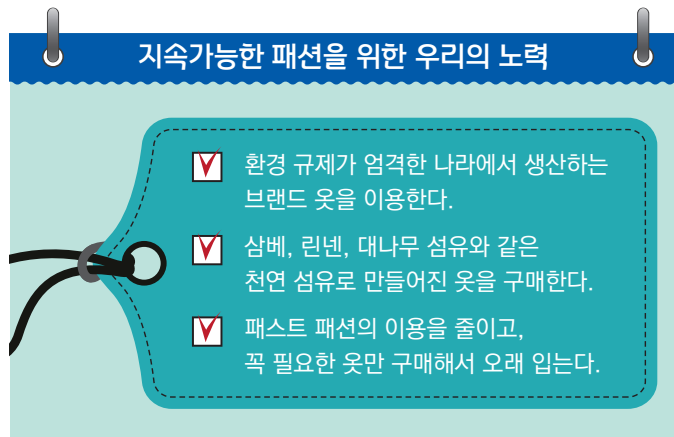 지속가능한 패션을 위한 우리의 노력
환경 규제가 엄격한 나라에서 생산하는
브랜드 옷을 이용한다.
삼베, 린넨, 대나무 섬유와 같은
천연 섬유로 만들어진 옷을 구매한다.
패스트 패션의 이용을 줄이고,
꼭 필요한 옷만 구매해서 오래 입는다.